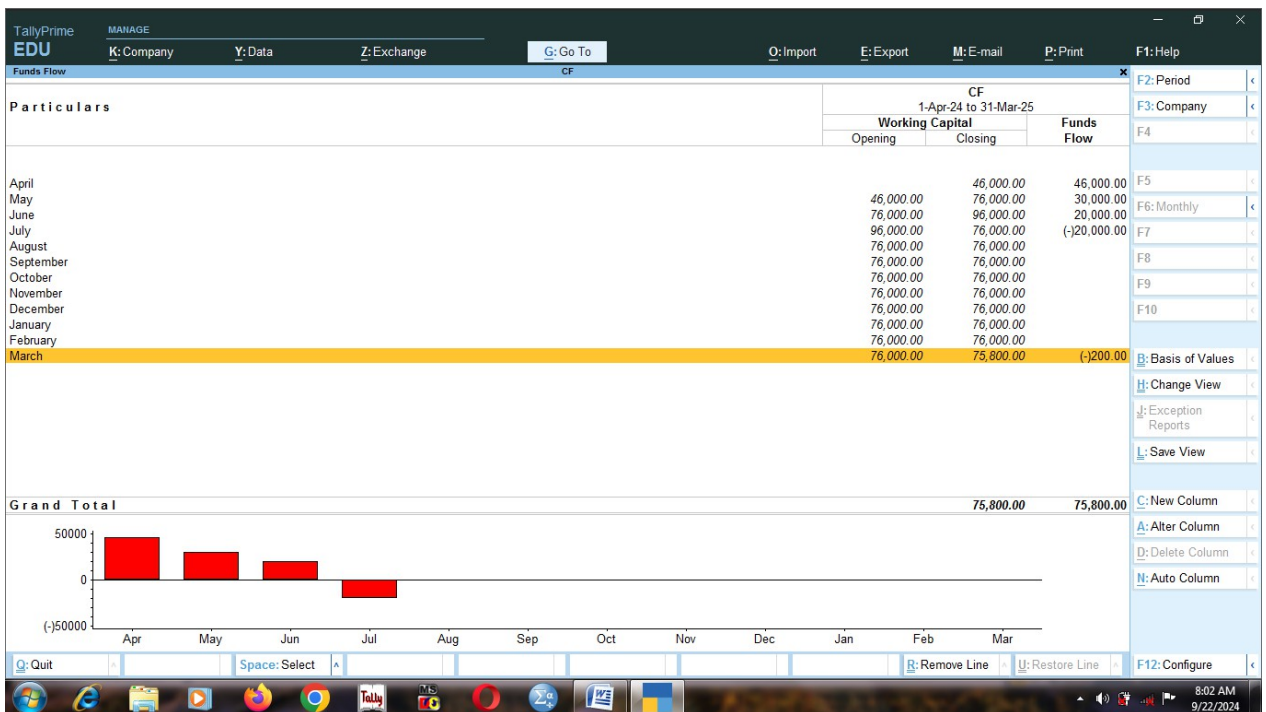 TallyPrime MANAGE
EDU K: Company Y: Data Z: Exchange G: Go To O: Import E: Export M: E-mail P: Print F1: Help
Funds Flow CF
Particulars CF
1-Apr-24 to 31-Mar-25
Working Capital Funds
Opening Closing Flow
April 46,000.00 46,000.00
May 46,000.00 76,000.00 30,000.00
June 76,000.00 96,000.00 20,000.00
July 96,000.00 76,000.00 (-)20,000.00
August 76,000.00 76,000.00
September 76,000.00 76,000.00
October 76,000.00 76,000.00
November 76,000.00 76,000.00
December 76,000.00 76,000.00
January 76,000.00 76,000.00
February 76,000.00 76,000.00
March 76,000.00 75,800.00 (-)200.00
Grand Total 75,800.00 75,800.00
50000
0
(-)50000
Apr May Jun Jul Aug Sep Oct Nov Dec Jan Feb Mar
F2: Period
F3: Company
F4
F5
F6: Monthly
F7
F8
F9
F10
B: Basis of Values
H: Change View
J: Exception
Reports
L: Save View
C: New Column
A: Alter Column
D: Delete Column
N: Auto Column
Q: Quit Space: Select R: Remove Line U: Restore Line F12: Configure
Tally MS
8:02 AM
9/22/2024